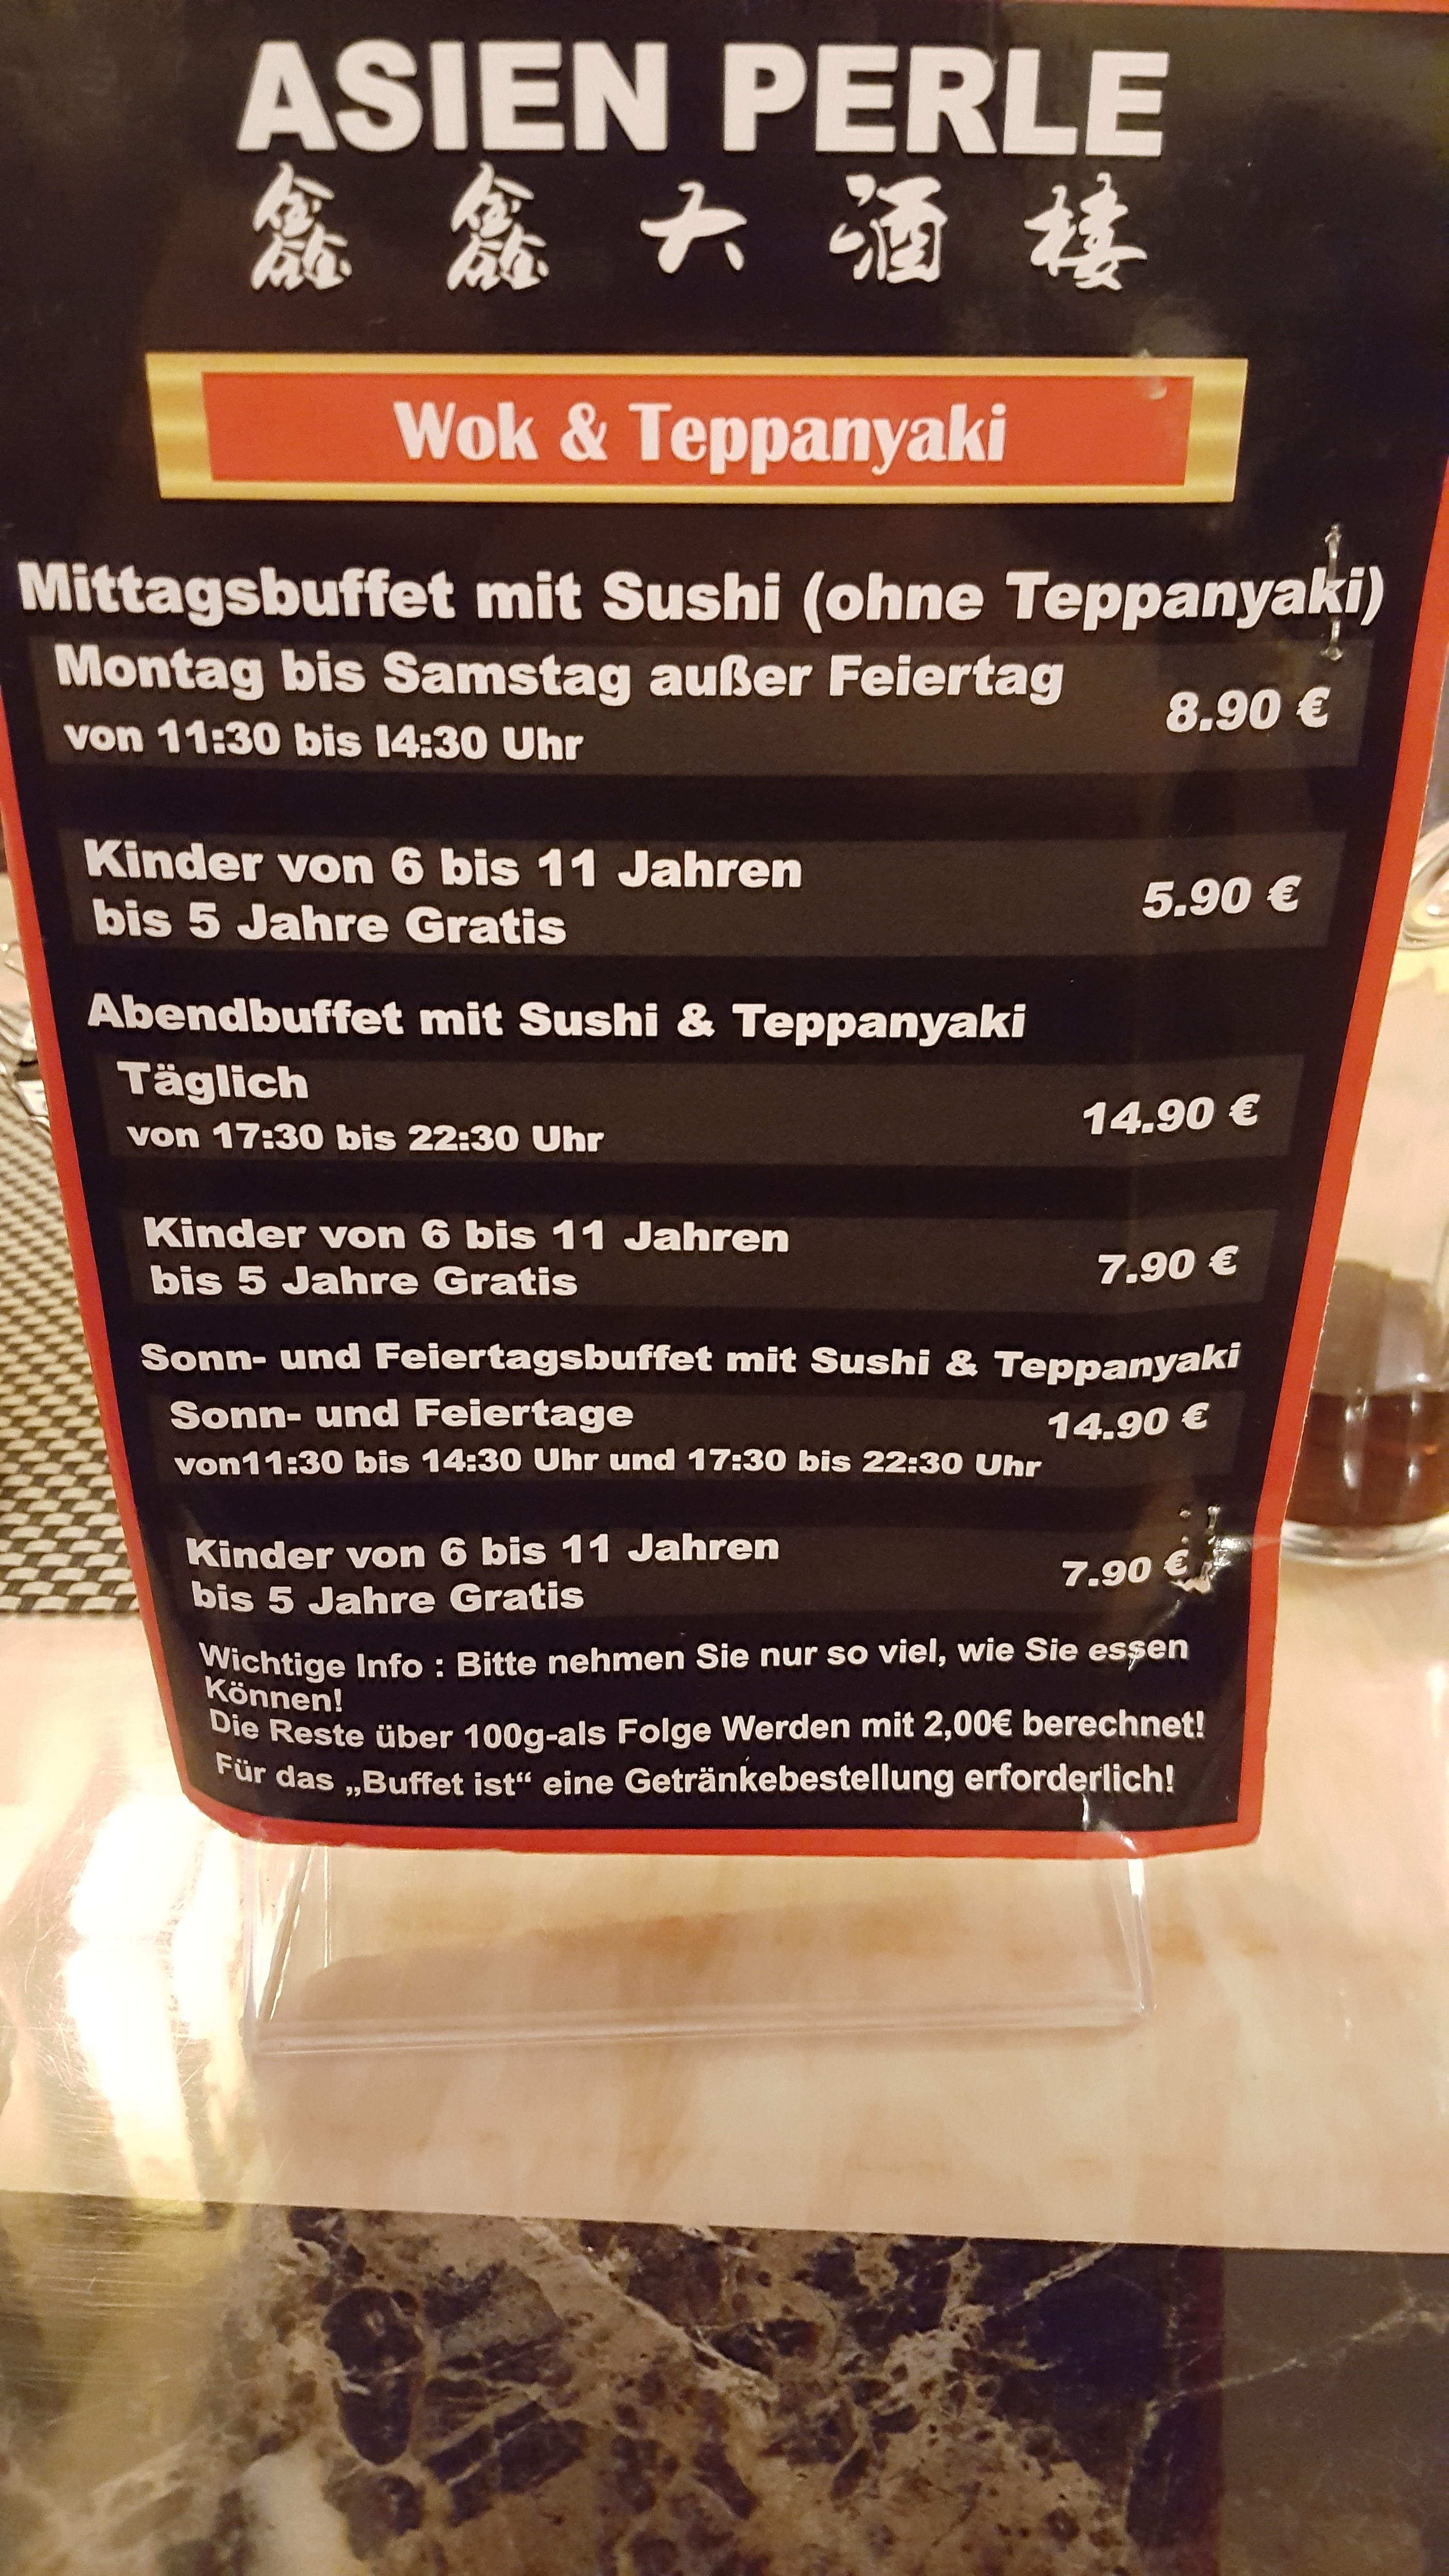 ASIEN PERLE
鑫 鑫 大 酒 楼
Wok & Teppanyaki
Mittagsbuffet mit Sushi (ohne Teppanyaki)
Montag bis Samstag außer Feiertag
8.90 €
von 11:30 bis I4:30 Uhr
Kinder von 6 bis 11 Jahren
5.90 €
bis 5 Jahre Gratis
Abendbuffet mit Sushi & Teppanyaki
Täglich
14.90 €
von 17:30 bis 22:30 Uhr
Kinder von 6 bis 11 Jahren
7.90 €
bis 5 Jahre Gratis
Sonn- und Feiertagsbuffet mit Sushi & Teppanyaki
Sonn- und Feiertage
14.90 €
von11:30 bis 14:30 Uhr und 17:30 bis 22:30 Uhr
Kinder von 6 bis 11 Jahren
7.90 €
bis 5 Jahre Gratis
Wichtige Info : Bitte nehmen Sie nur so viel, wie Sie essen
Können!
Die Reste über 100g-als Folge Werden mit 2,00€ berechnet!
Für das „Buffet ist“ eine Getränkebestellung erforderlich!